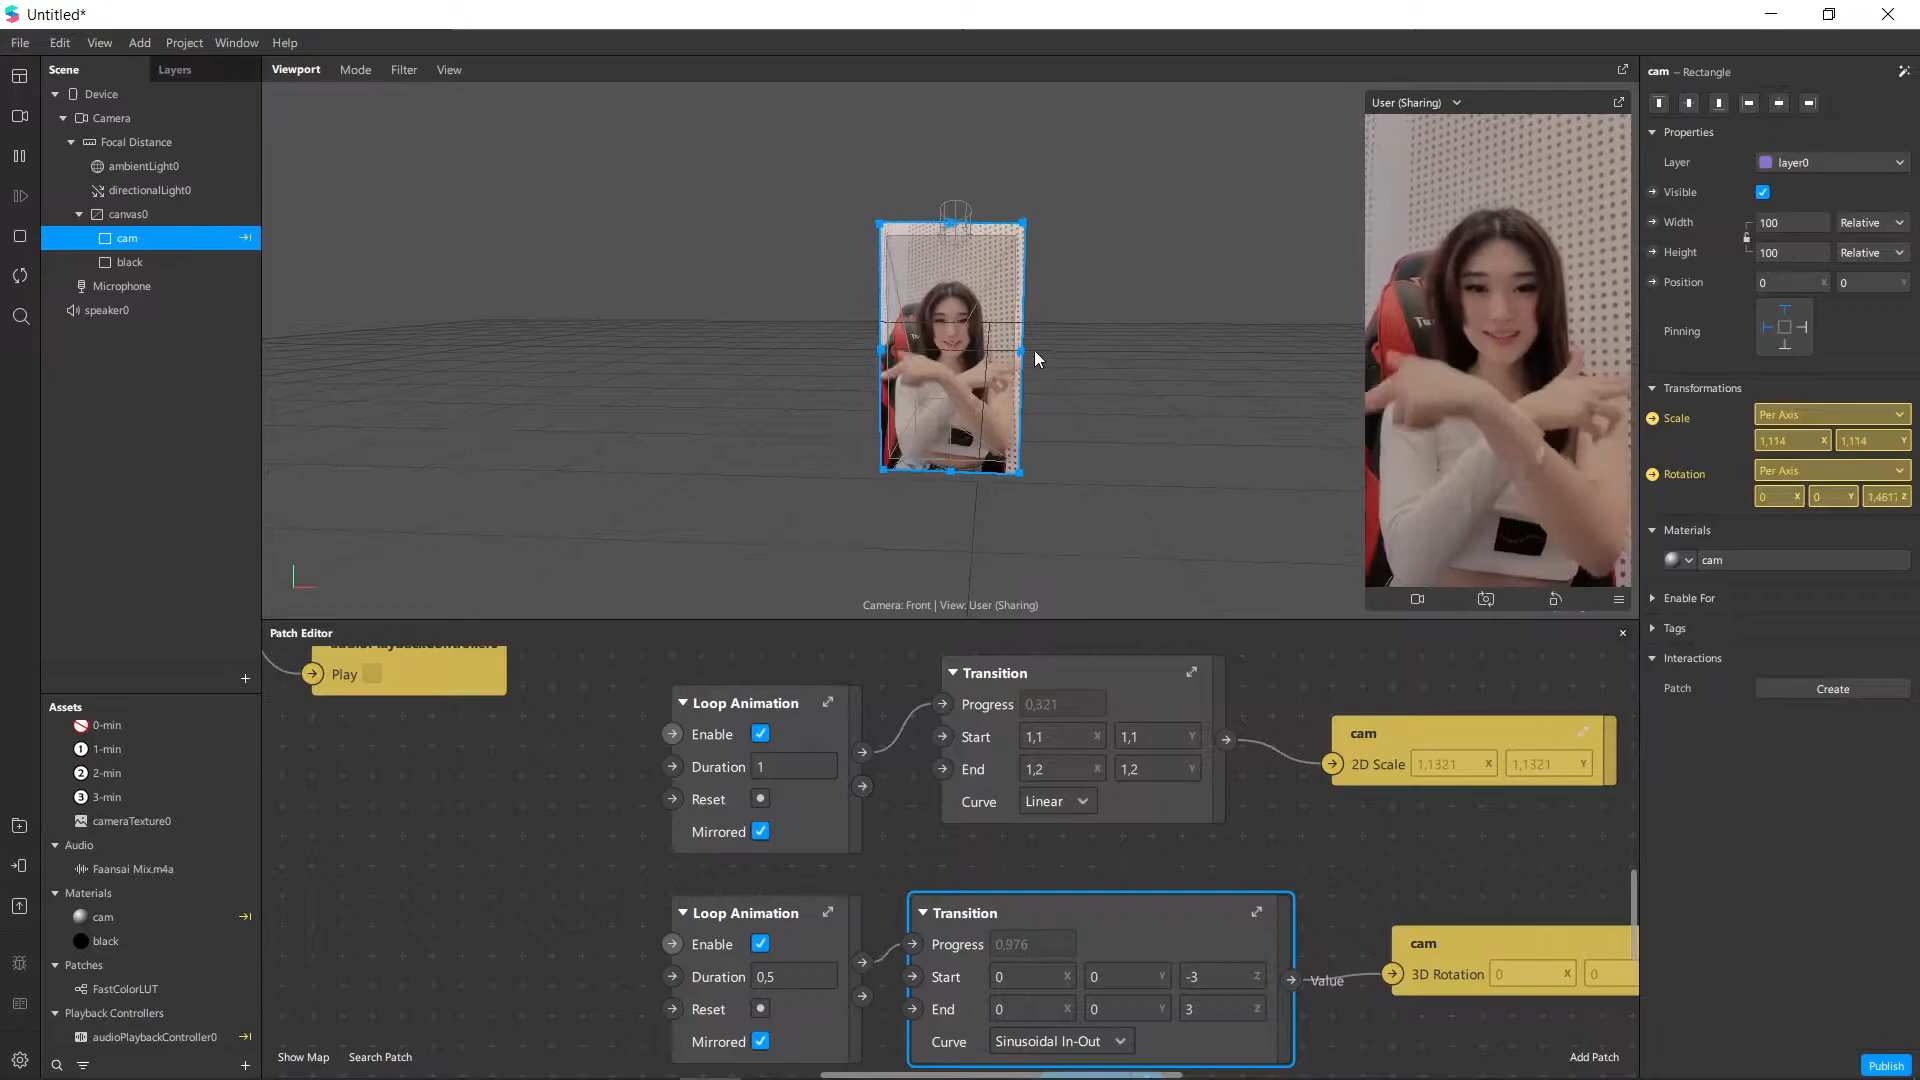 Untitled*
File Edit View Add Project Window Help
Scene Layers
Device
Camera
Focal Distance
ambientLight0
directionalLight0
canvas0
cam
black
Microphone
speaker0
Assets
0-min
1-min
2-min
3-min
cameraTexture0
Audio
Faansai Mix.m4a
Materials
cam
black
Patches
FastColorLUT
Playback Controllers
audioPlaybackController0
Viewport Mode Filter View
User (Sharing)
Camera: Front | View: User (Sharing)
Patch Editor
Play
Loop Animation
Enable
Duration 1
Reset
Mirrored
Transition
Progress 0,321
Start 1,1 X 1,1 Y
End 1,2 X 1,2 Y
Curve Linear
cam
2D Scale 1,1321 X 1,1321 Y
Loop Animation
Enable
Duration 0,5
Reset
Mirrored
Transition
Progress 0,976
Start 0 X 0 Y -3 Z
End 0 X 0 Y 3 Z
Curve Sinusoidal In-Out
Value
cam
3D Rotation 0 X 0
Show Map Search Patch
Add Patch
cam – Rectangle
Properties
Layer layer0
Visible
Width 100 Relative
Height 100 Relative
Position 0 X 0 Y
Pinning
Transformations
Scale Per Axis
1,114 X 1,114 Y
Rotation Per Axis
0 X 0 Y 1,4617 Z
Materials
cam
Enable For
Tags
Interactions
Patch Create
Publish